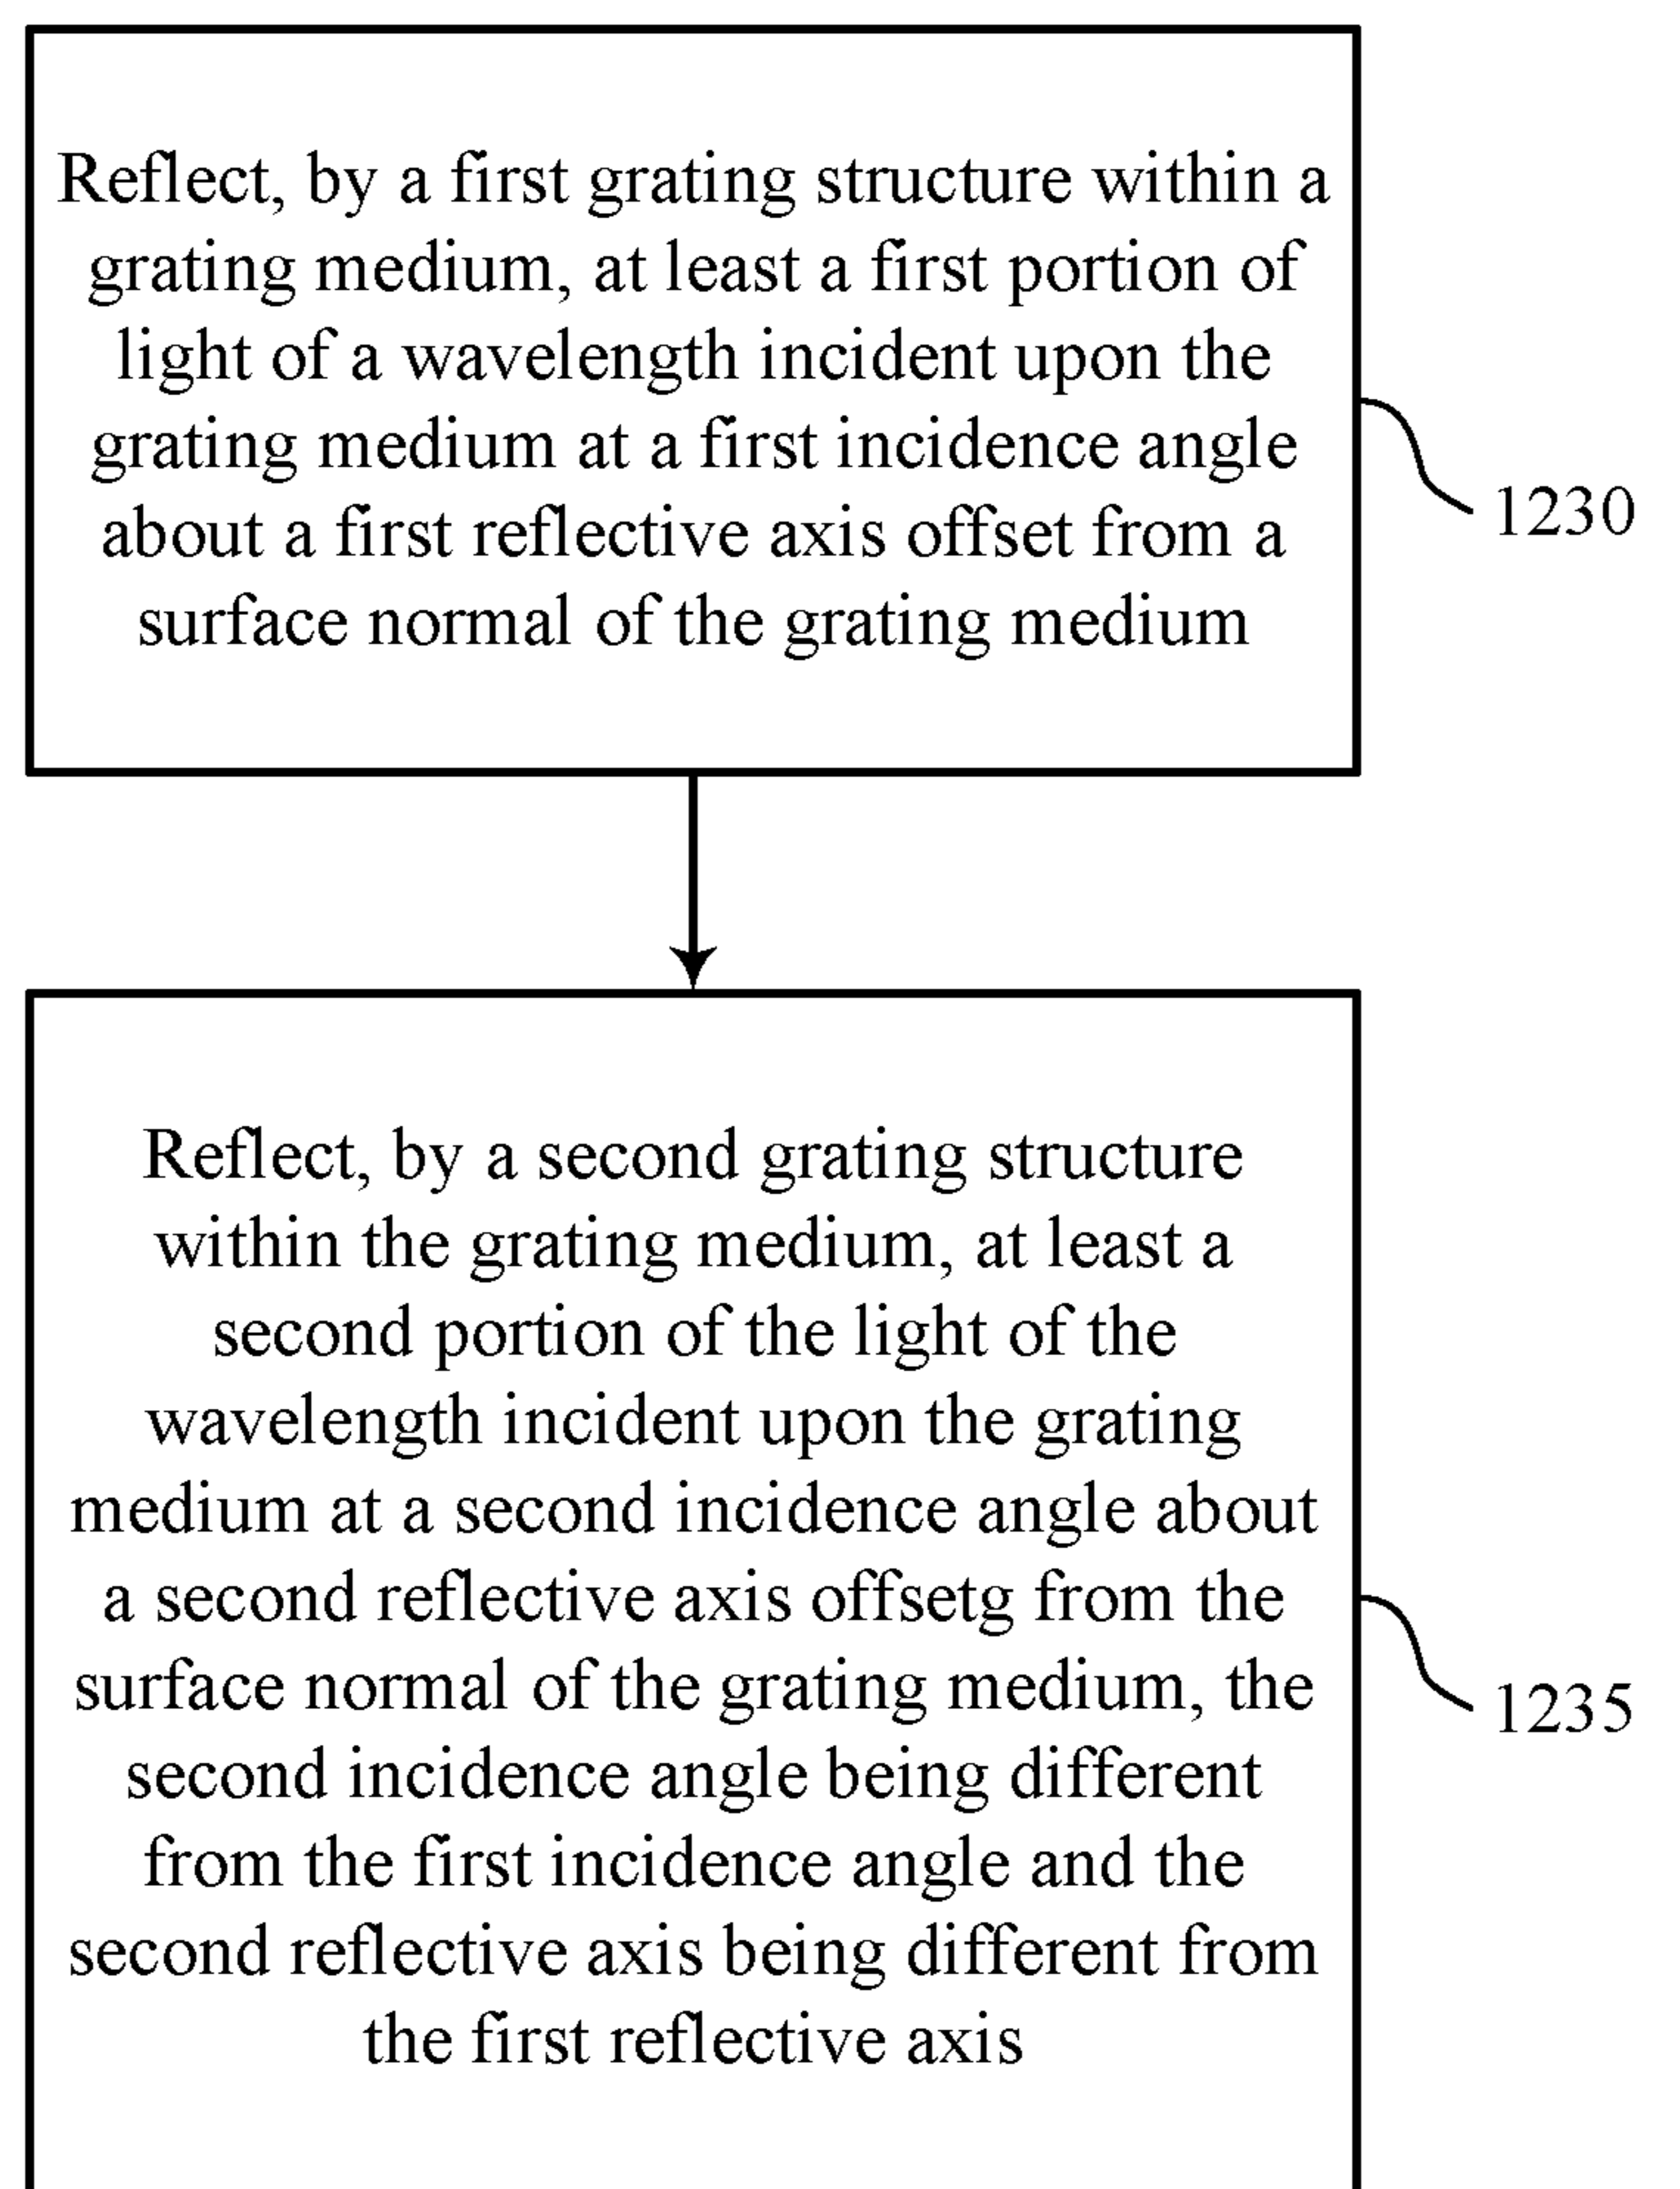 Reflect, by a first grating structure within a
grating medium, at least a first portion of
light of a wavelength incident upon the
grating medium at a first incidence angle
about a first reflective axis offset from a
surface normal of the grating medium
1230
Reflect, by a second grating structure
within the grating medium, at least a
second portion of the light of the
wavelength incident upon the grating
medium at a second incidence angle about
a second reflective axis offsetg from the
surface normal of the grating medium, the
second incidence angle being different
from the first incidence angle and the
second reflective axis being different from
the first reflective axis
1235